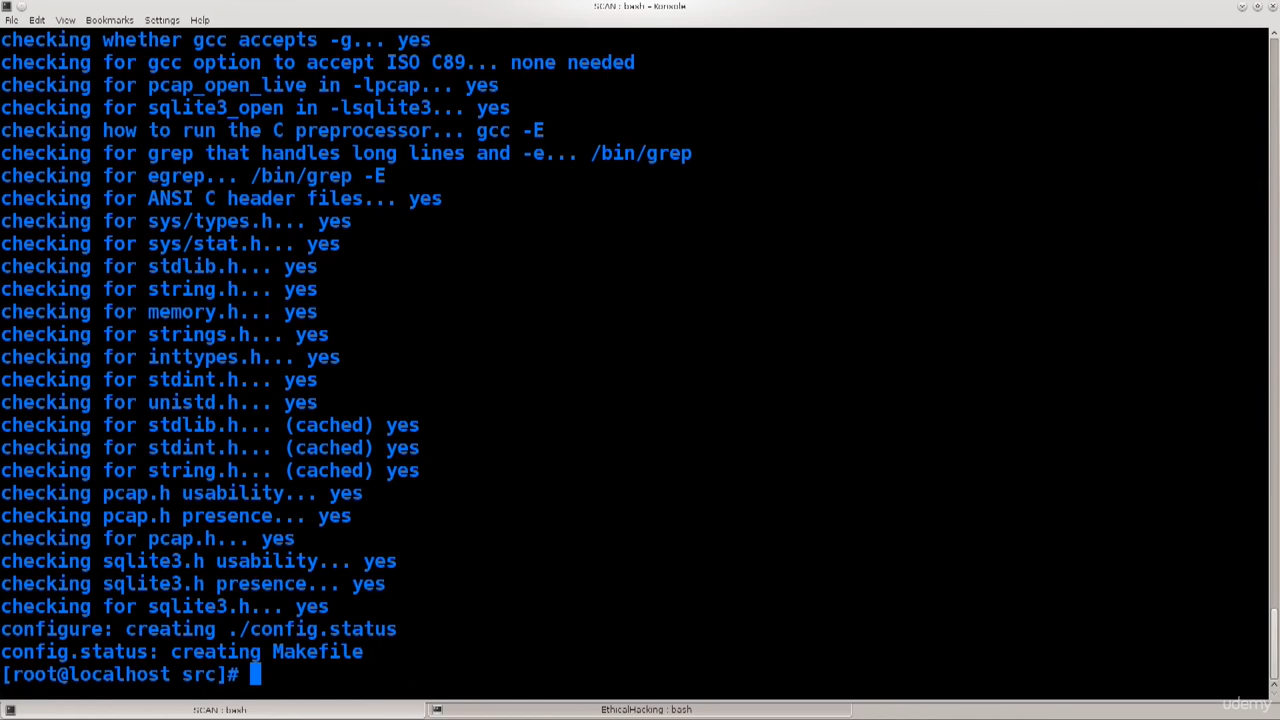 SCAN : bash – Konsole
File Edit View Bookmarks Settings Help
checking whether gcc accepts -g... yes
checking for gcc option to accept ISO C89... none needed
checking for pcap_open_live in -lpcap... yes
checking for sqlite3_open in -lsqlite3... yes
checking how to run the C preprocessor... gcc -E
checking for grep that handles long lines and -e... /bin/grep
checking for egrep... /bin/grep -E
checking for ANSI C header files... yes
checking for sys/types.h... yes
checking for sys/stat.h... yes
checking for stdlib.h... yes
checking for string.h... yes
checking for memory.h... yes
checking for strings.h... yes
checking for inttypes.h... yes
checking for stdint.h... yes
checking for unistd.h... yes
checking for stdlib.h... (cached) yes
checking for stdint.h... (cached) yes
checking for string.h... (cached) yes
checking pcap.h usability... yes
checking pcap.h presence... yes
checking for pcap.h... yes
checking sqlite3.h usability... yes
checking sqlite3.h presence... yes
checking for sqlite3.h... yes
configure: creating ./config.status
config.status: creating Makefile
[root@localhost src]#
SCAN : bash
EthicalHacking : bash
udemy